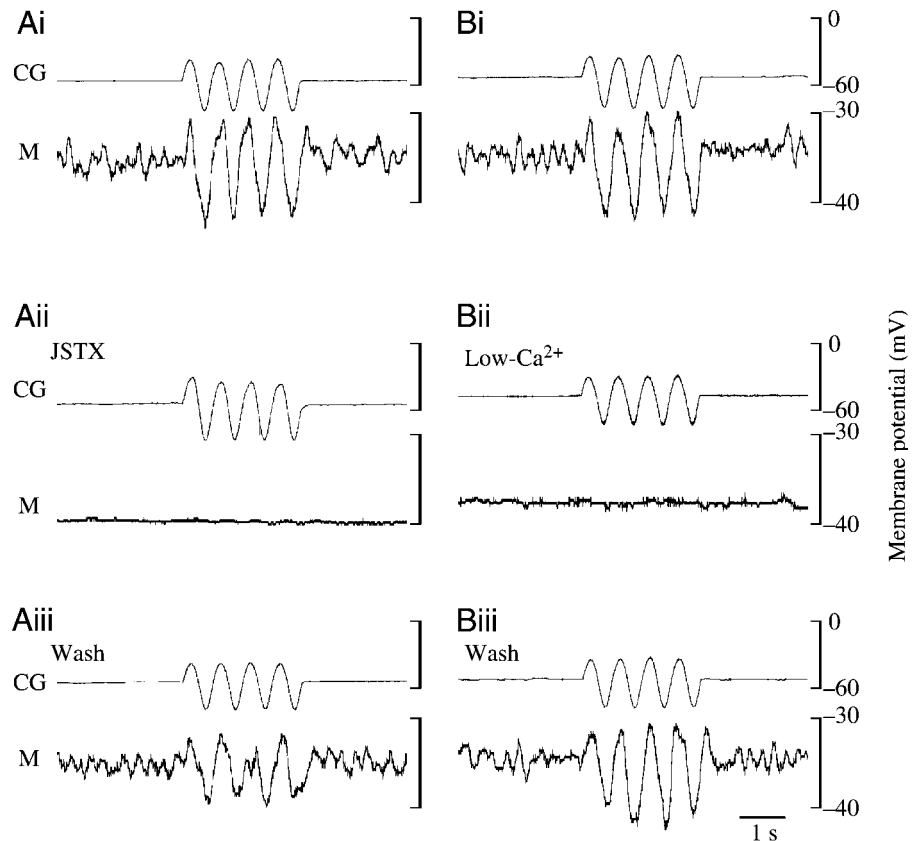 Ai
CG
M
Bi
0
–60
–30
–40
Aii
JSTX
CG
M
Bii
Low-Ca²⁺
0
–60
–30
–40
Membrane potential (mV)
Aiii
Wash
CG
M
Biii
Wash
0
–60
–30
–40
1 s